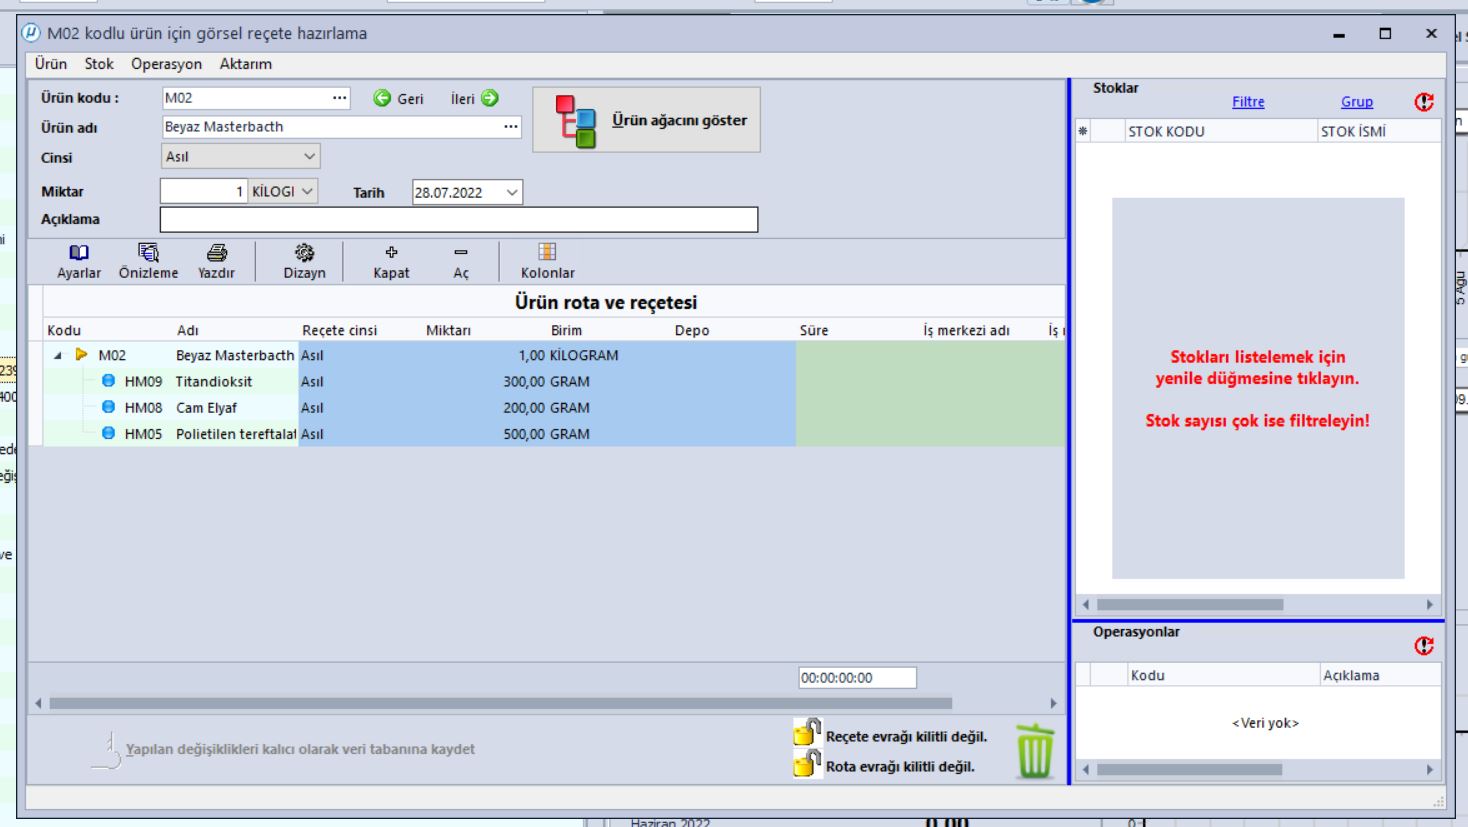 M02 kodlu ürün için görsel reçete hazırlama
Ürün Stok Operasyon Aktarım
Ürün kodu : M02 ... Geri İleri
Ürün adı Beyaz Masterbacth ...
Ürün ağacını göster
Cinsi Asıl
Miktar 1 KİLOGI Tarih 28.07.2022
Açıklama
Ayarlar Önizleme Yazdır Dizayn Kapat Aç Kolonlar
Ürün rota ve reçetesi
Kodu Adı Reçete cinsi Miktarı Birim Depo Süre İş merkezi adı İş
M02 Beyaz Masterbacth Asıl 1,00 KİLOGRAM
HM09 Titandioksit Asıl 300,00 GRAM
HM08 Cam Elyaf Asıl 200,00 GRAM
HM05 Polietilen tereftalat Asıl 500,00 GRAM
00:00:00:00
Yapılan değişiklikleri kalıcı olarak veri tabanına kaydet
Reçete evrağı kilitli değil.
Rota evrağı kilitli değil.
Stoklar
Filtre Grup
STOK KODU STOK İSMİ
Stokları listelemek için
yenile düğmesine tıklayın.
Stok sayısı çok ise filtreleyin!
Operasyonlar
Kodu Açıklama
<Veri yok>
5 Ağu
Haziran 2022 0,00